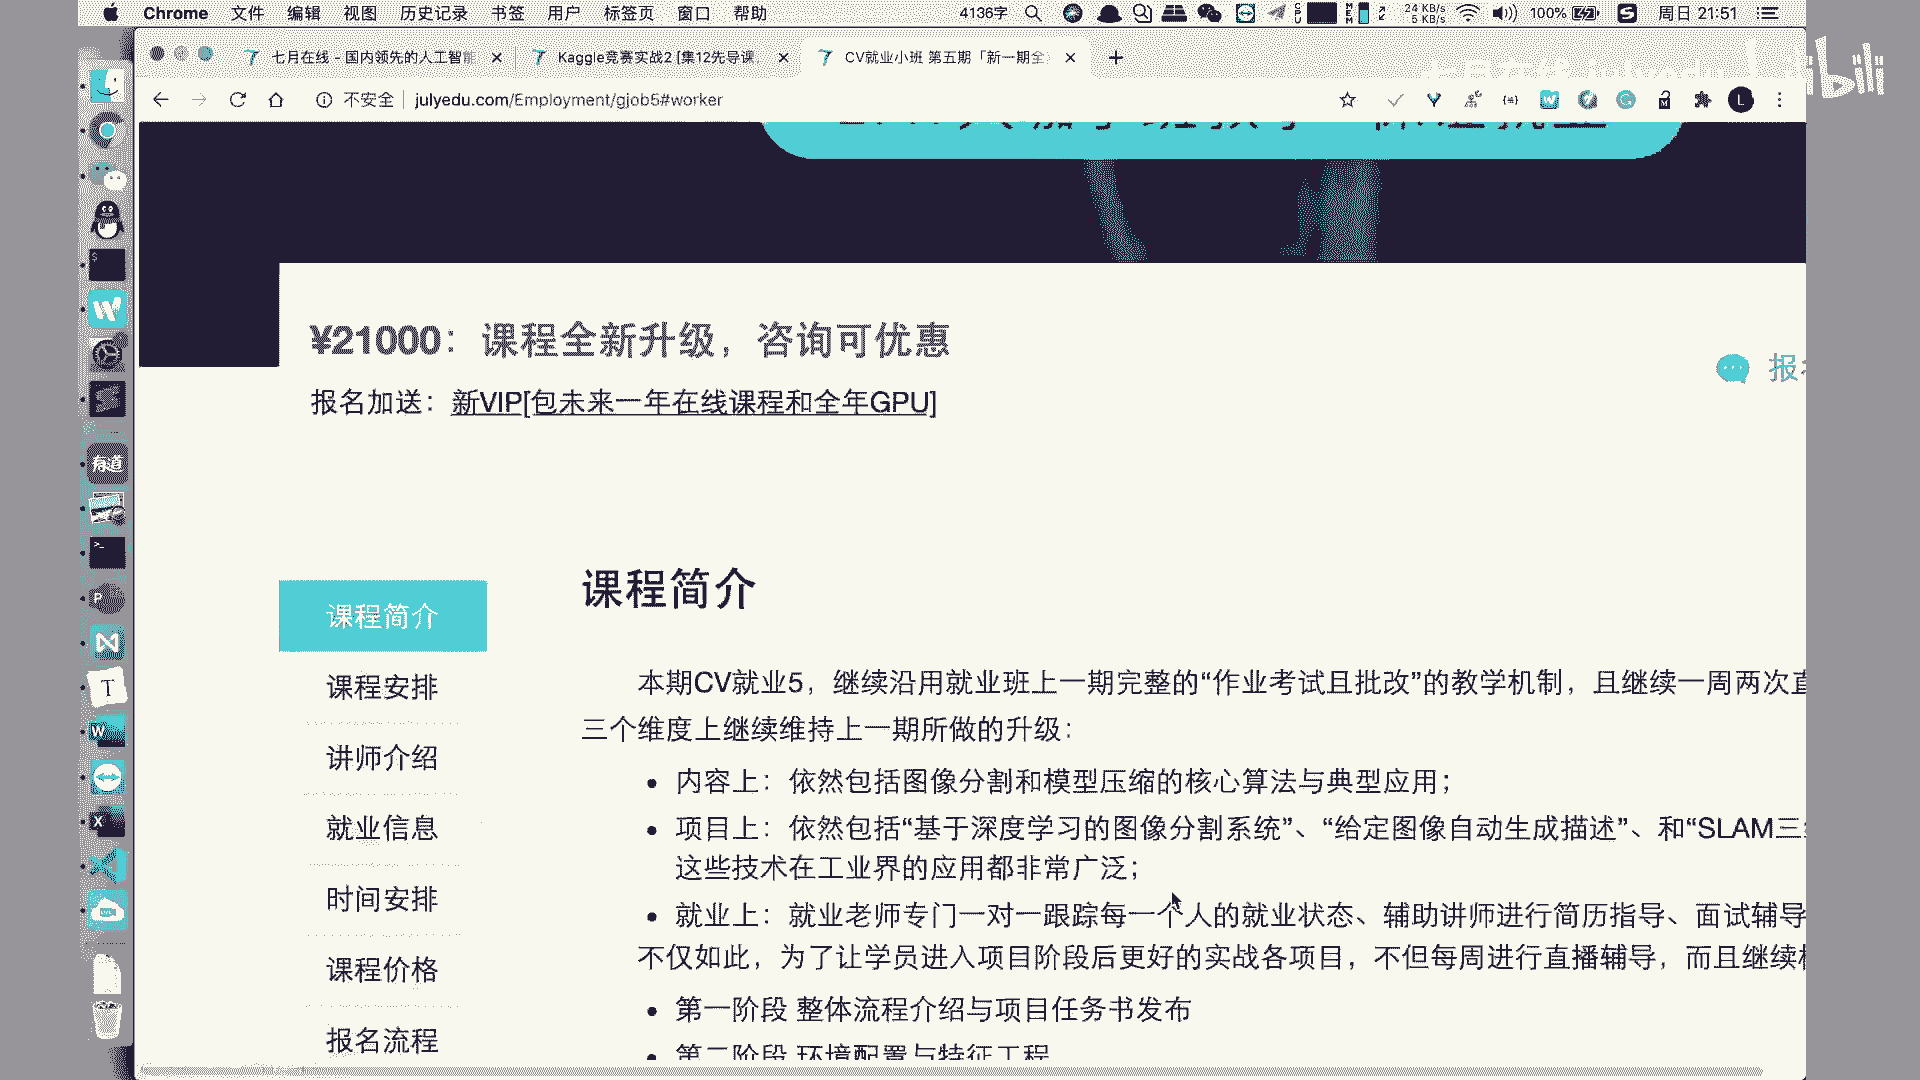 Chrome 文件 编辑 视图 历史记录 书签 用户 标签页 窗口 帮助 4136字 24 KB/s 5 KB/s 100% 周日 21:51
七月在线 - 国内领先的人工智能
Kaggle竞赛实战2 [集12先导课,
CV就业小班 第五期「新一期全
bilibili
不安全 julyedu.com/Employment/gjob5#worker
¥21000：课程全新升级，咨询可优惠
报名加送：新VIP[包未来一年在线课程和全年GPU]
报
课程简介
课程安排
讲师介绍
就业信息
时间安排
课程价格
报名流程
课程简介
本期CV就业5，继续沿用就业班上一期完整的“作业考试且批改”的教学机制，且继续一周两次直
三个维度上继续维持上一期所做的升级：
内容上：依然包括图像分割和模型压缩的核心算法与典型应用；
项目上：依然包括“基于深度学习的图像分割系统”、“给定图像自动生成描述”、和“SLAM三
这些技术在工业界的应用都非常广泛；
就业上：就业老师专门一对一跟踪每一个人的就业状态、辅助讲师进行简历指导、面试辅导
不仅如此，为了让学员进入项目阶段后更好的实战各项目，不但每周进行直播辅导，而且继续
第一阶段 整体流程介绍与项目任务书发布
第二阶段 环境配置与特征工程